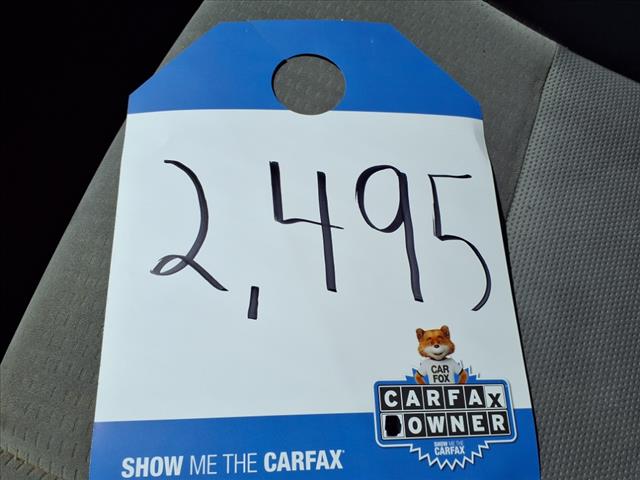 2,495
CAR
FOX
CARFAX
OWNER
SHOW ME THE
CARFAX
SHOW ME THE CARFAX